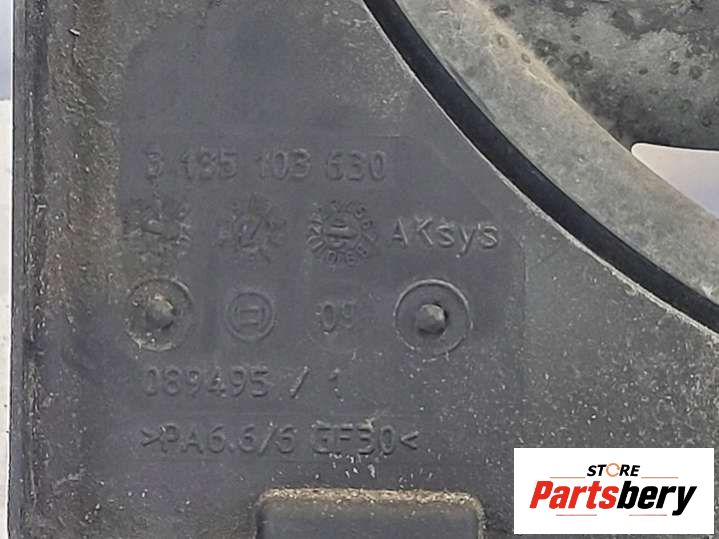 3 135 103 630
AKsys
09
089495 / 1
>PA6.6/6 GF30<
STORE
Partsbery